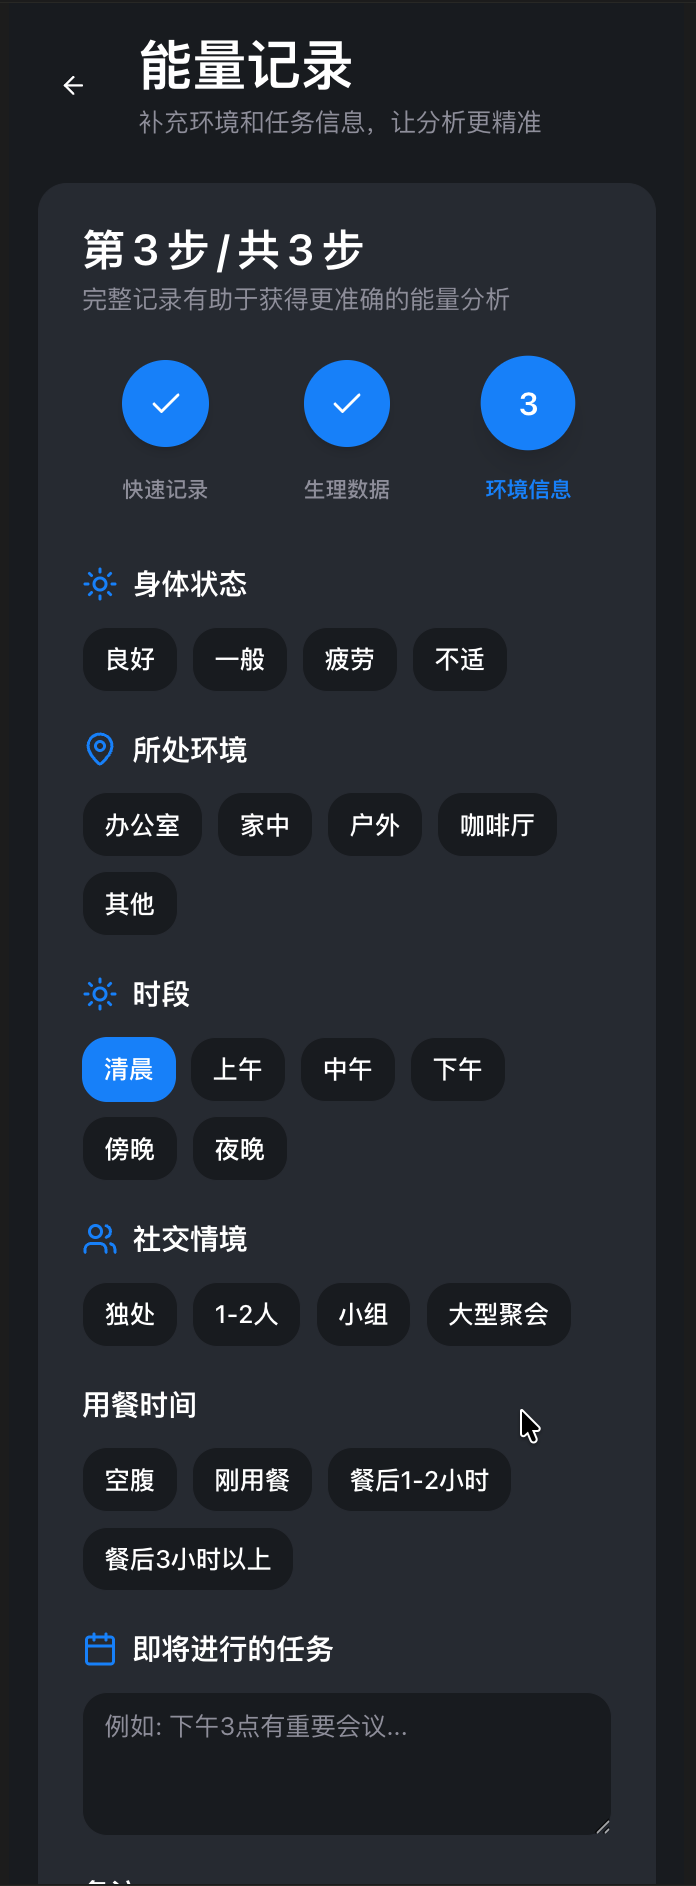 能量记录
补充环境和任务信息，让分析更精准
第 3 步 / 共 3 步
完整记录有助于获得更准确的能量分析
3
快速记录 生理数据 环境信息
身体状态
良好 一般 疲劳 不适
所处环境
办公室 家中 户外 咖啡厅
其他
时段
清晨 上午 中午 下午
傍晚 夜晚
社交情境
独处 1-2人 小组 大型聚会
用餐时间
空腹 刚用餐 餐后1-2小时
餐后3小时以上
即将进行的任务
例如: 下午3点有重要会议...